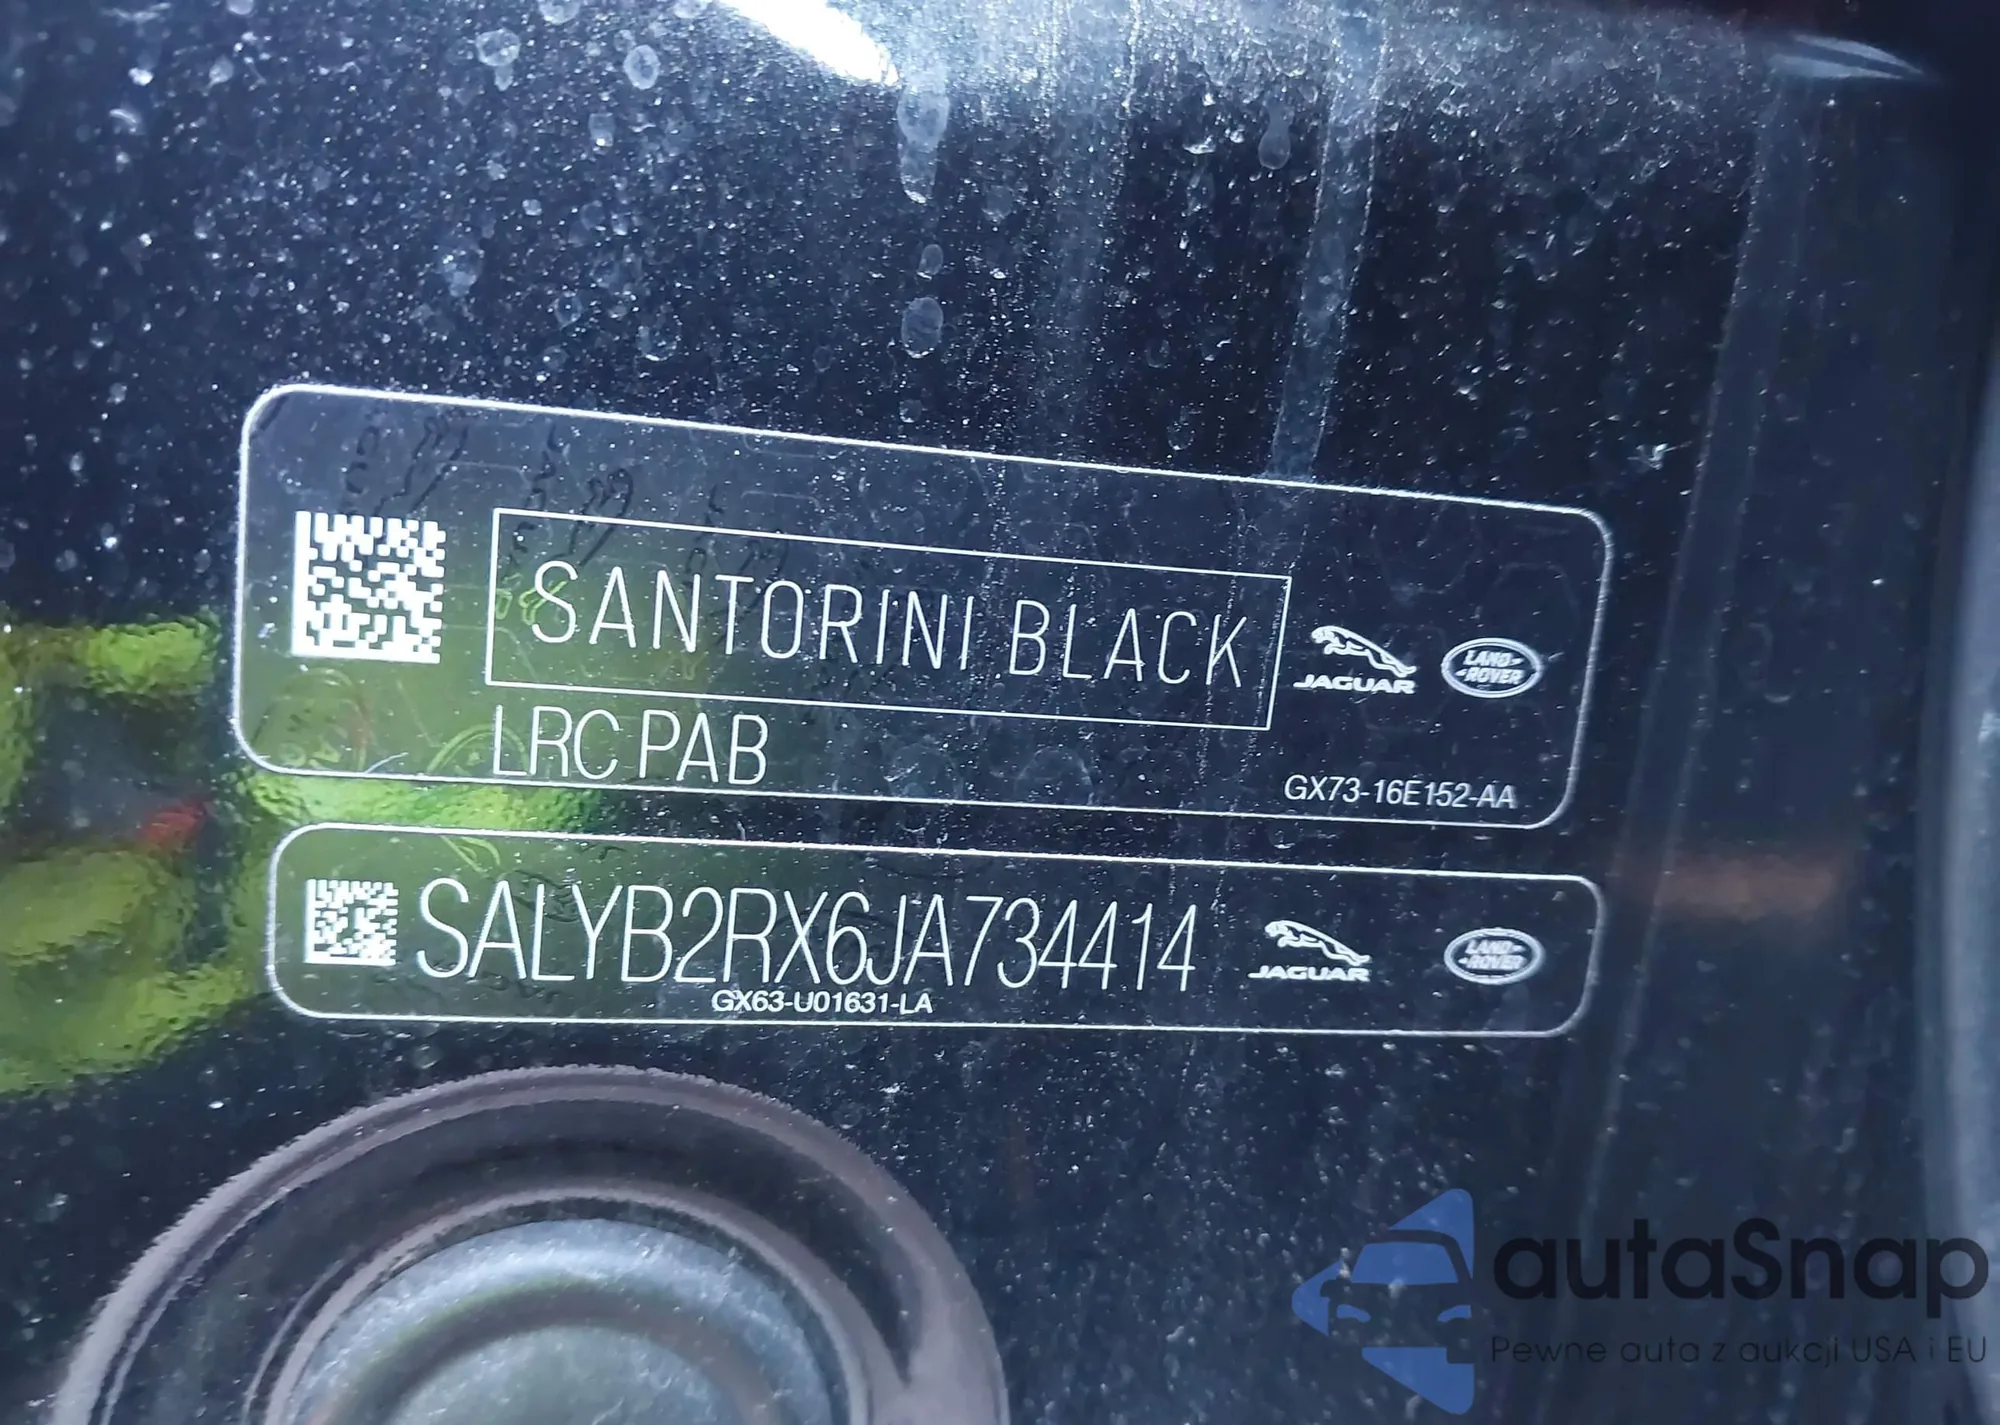 SANTORINI BLACK
JAGUAR
LAND ROVER
LRC PAB
GX73-16E152-AA
SALYB2RX6JA734414
JAGUAR
LAND ROVER
GX63-U01631-LA
autaSnap
Pewne auta z aukcji USA i EU